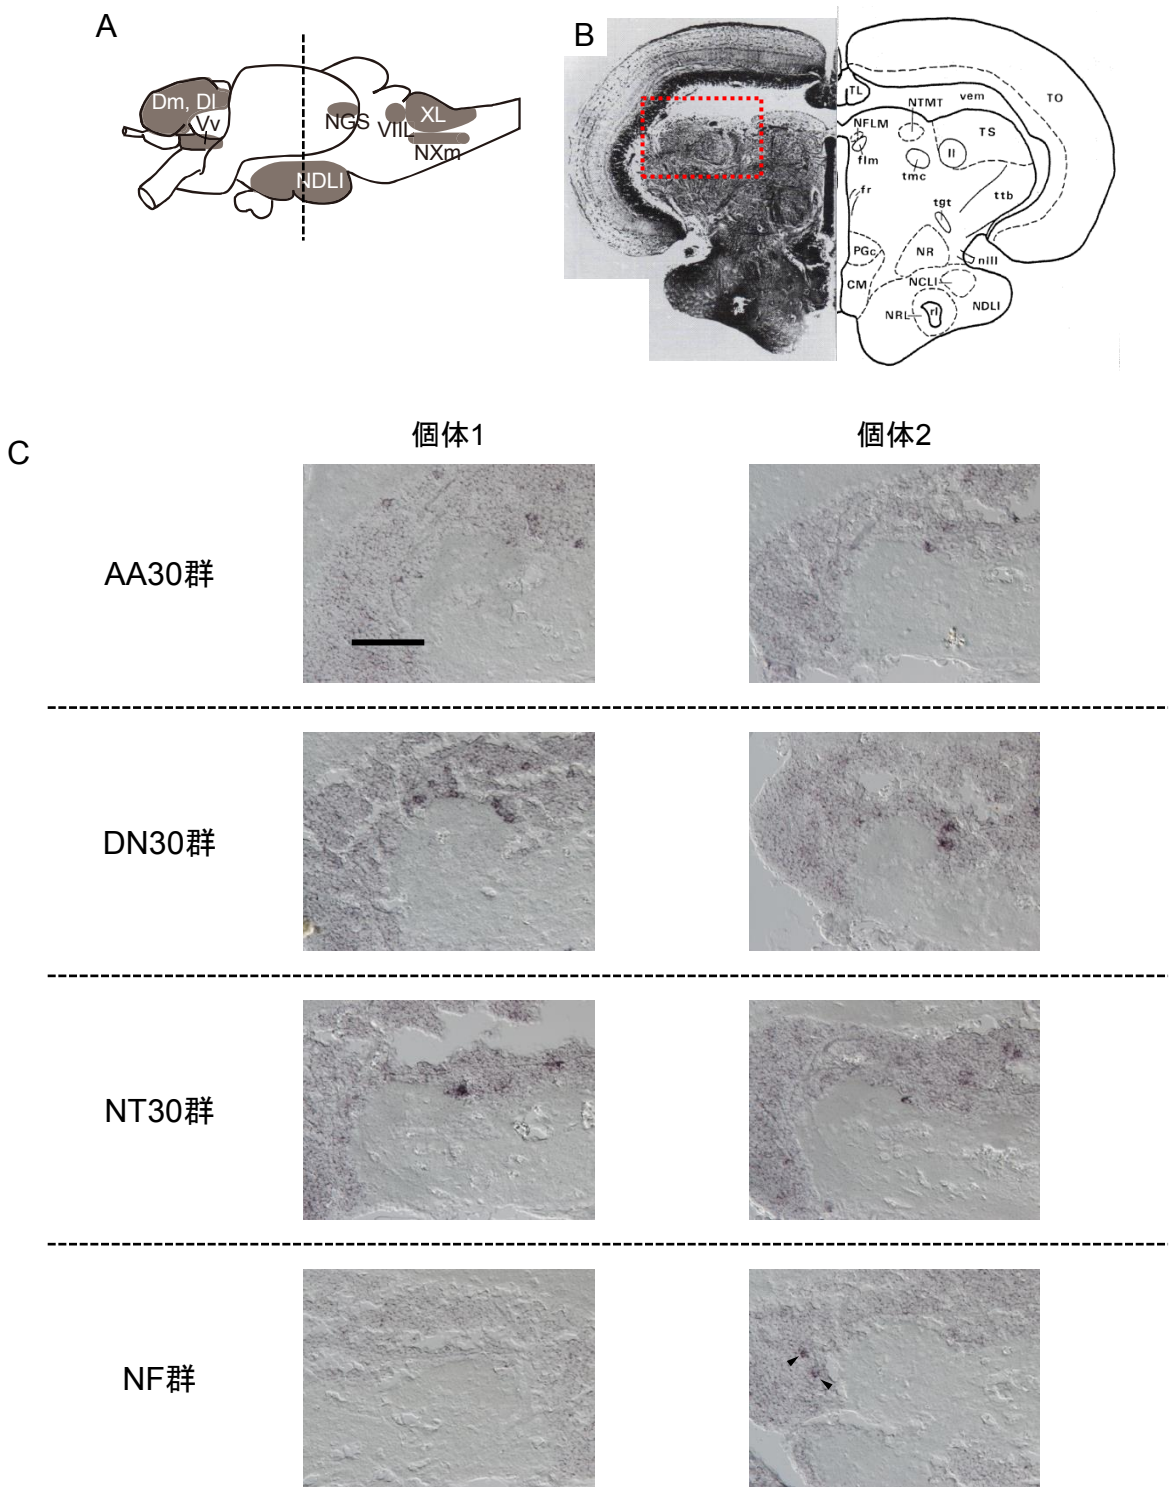 A
Dm, Dl
Vv
NGS
VIIL
XL
NXm
NDLI
B
TL
NTMT
vem
TO
NFLM
TS
flm
ll
tmc
fr
tgt
ttb
PGc
NR
nIII
CM
NCLI
NRL
rl
NDLI
C
個体1
個体2
AA30群
DN30群
NT30群
NF群